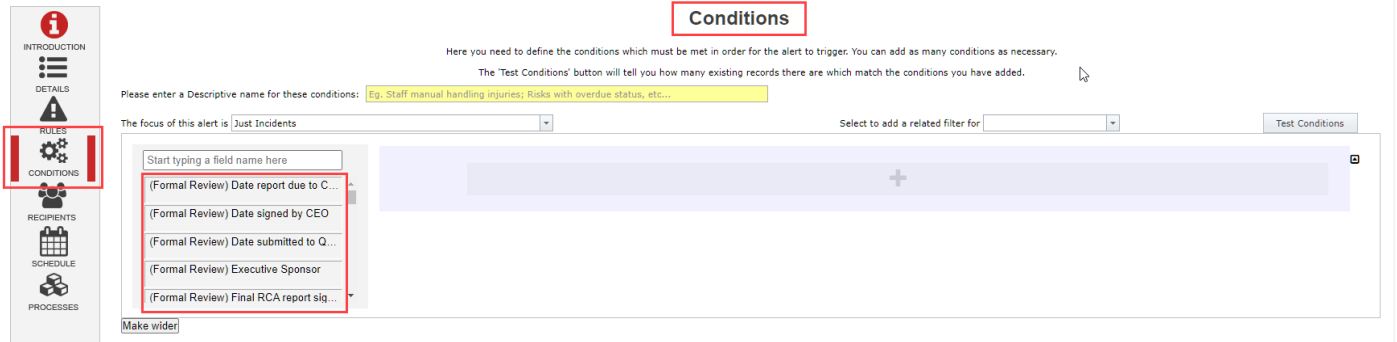 Conditions
INTRODUCTION
DETAILS
RULES
CONDITIONS
RECIPIENTS
SCHEDULE
PROCESSES
Here you need to define the conditions which must be met in order for the alert to trigger. You can add as many conditions as necessary.
The 'Test Conditions' button will tell you how many existing records there are which match the conditions you have added.
Please enter a Descriptive name for these conditions: Eg. Staff manual handling injuries; Risks with overdue status, etc...
The focus of this alert is Just Incidents Select to add a related filter for Test Conditions
Start typing a field name here
(Formal Review) Date report due to C...
(Formal Review) Date signed by CEO
(Formal Review) Date submitted to Q...
(Formal Review) Executive Sponsor
(Formal Review) Final RCA report sig...
Make wider